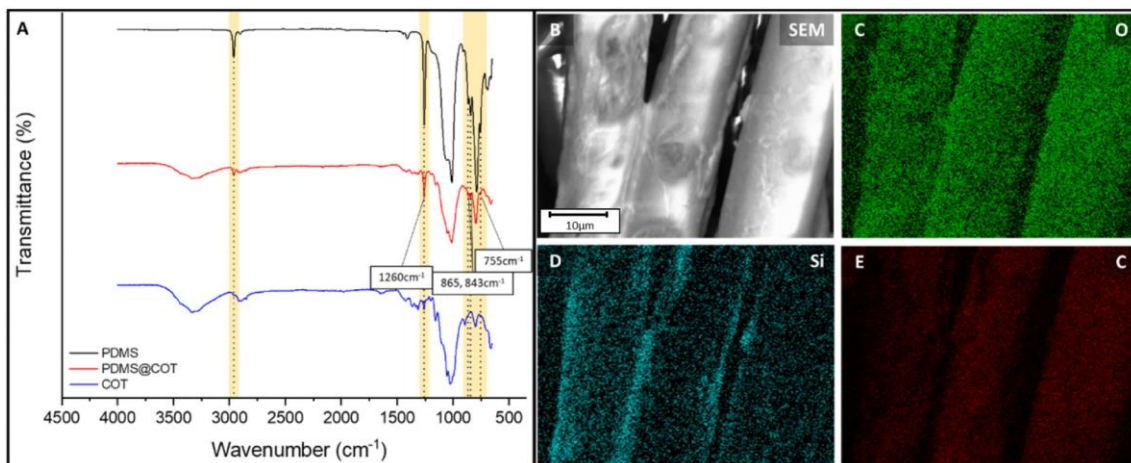 A
Transmittance (%)
1260cm⁻¹
865, 843cm⁻¹
755cm⁻¹
PDMS
PDMS@COT
COT
4500 4000 3500 3000 2500 2000 1500 1000 500
Wavenumber (cm⁻¹)
B SEM
10µm
C O
D Si
E C